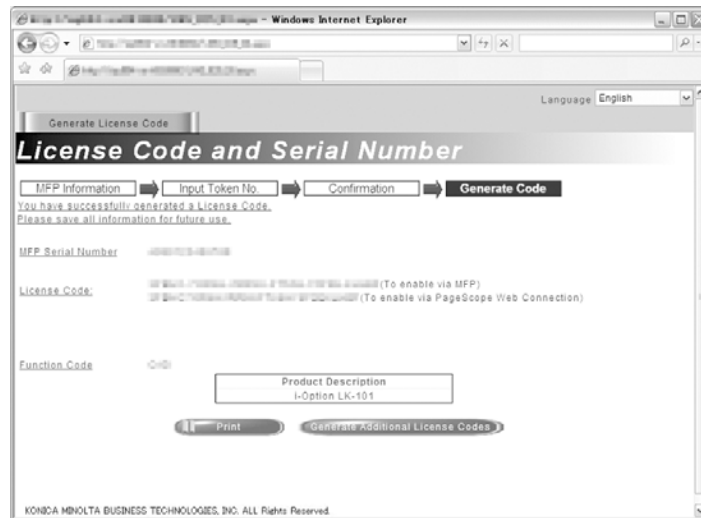 - Windows Internet Explorer
Language English
Generate License Code
License Code and Serial Number
MFP Information
Input Token No.
Confirmation
Generate Code
You have successfully generated a License Code.
Please save all information for future use.
MFP Serial Number
License Code:
(To enable via MFP)
(To enable via PageScope Web Connection)
Function Code
Product Description
i-Option LK-101
Print
Generate Additional License Codes
KONICA MINOLTA BUSINESS TECHNOLOGIES, INC. ALL Rights Reserved.